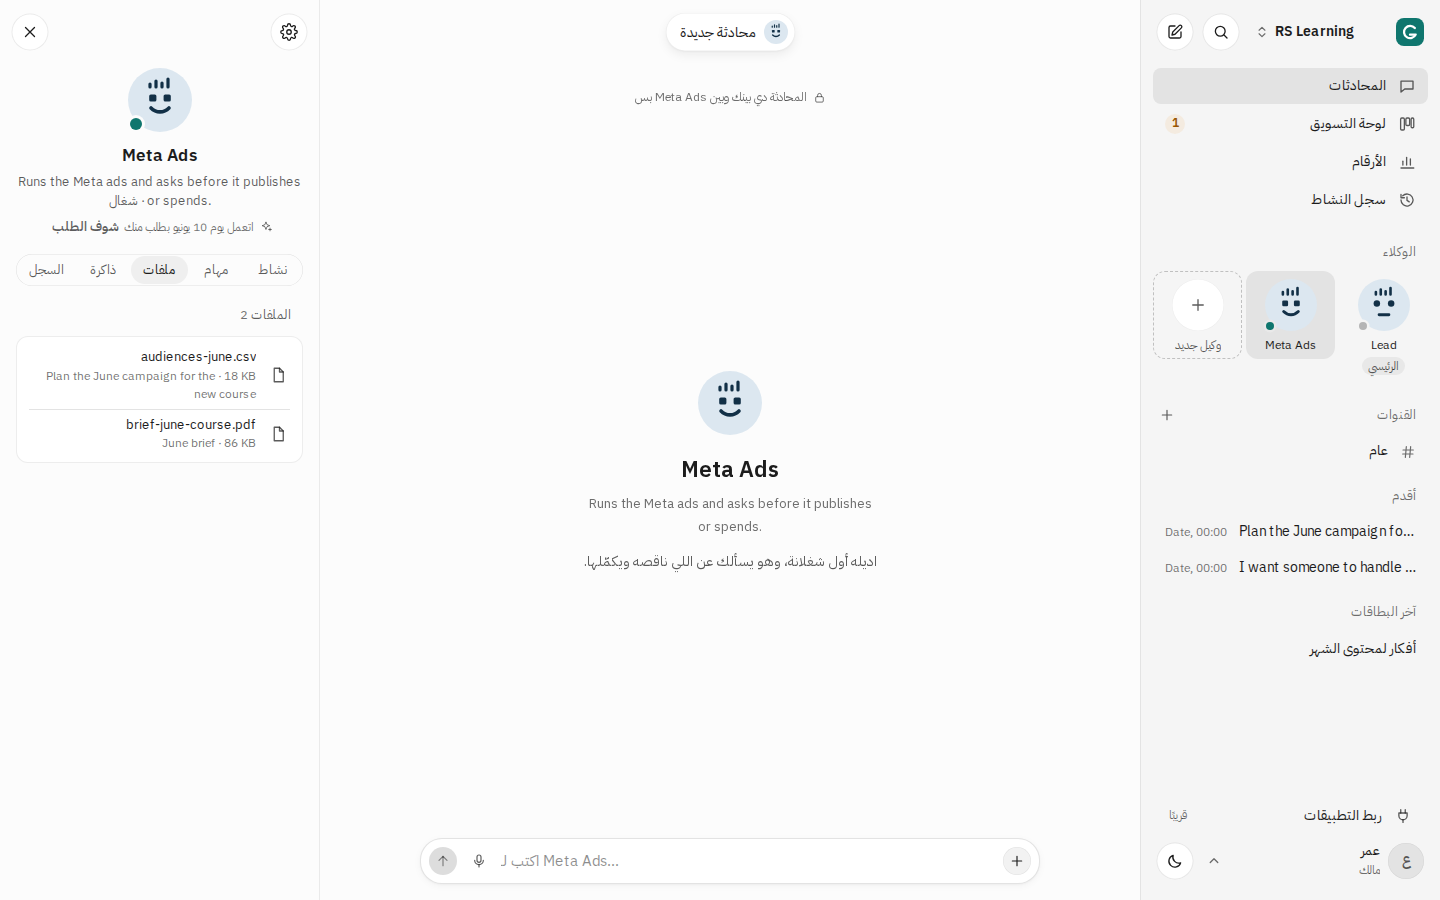 RS Learning
المحادثات
لوحة التسويق
1
الأرقام
سجل النشاط
الوكلاء
Lead
الرئيسي
Meta Ads
وكيل جديد
القنوات
عام
أقدم
Plan the June campaign fo...
Date, 00:00
I want someone to handle ...
Date, 00:00
آخر البطاقات
أفكار لمحتوى الشهر
ربط التطبيقات
قريبًا
ع
عمر
مالك
محادثة جديدة
المحادثة دي بينك وبين Meta Ads بس
Meta Ads
Runs the Meta ads and asks before it publishes
or spends.
اديله أول شغلانة، وهو يسألك عن اللي ناقصه ويكمّلها.
اكتب لـ Meta Ads...
Meta Ads
Runs the Meta ads and asks before it publishes
or spends. · شغال
اتعمل يوم 10 يونيو بطلب منك شوف الطلب
نشاط
مهام
ملفات
ذاكرة
السجل
الملفات 2
audiences-june.csv
Plan the June campaign for the · 18 KB
new course
brief-june-course.pdf
June brief · 86 KB